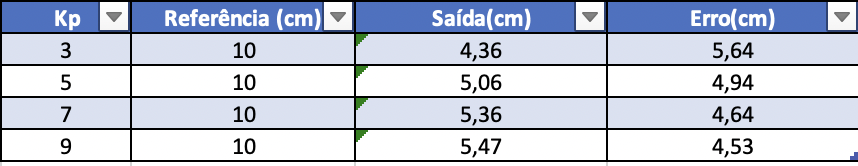 Kp Referência (cm) Saída(cm) Erro(cm)
3 10 4,36 5,64
5 10 5,06 4,94
7 10 5,36 4,64
9 10 5,47 4,53